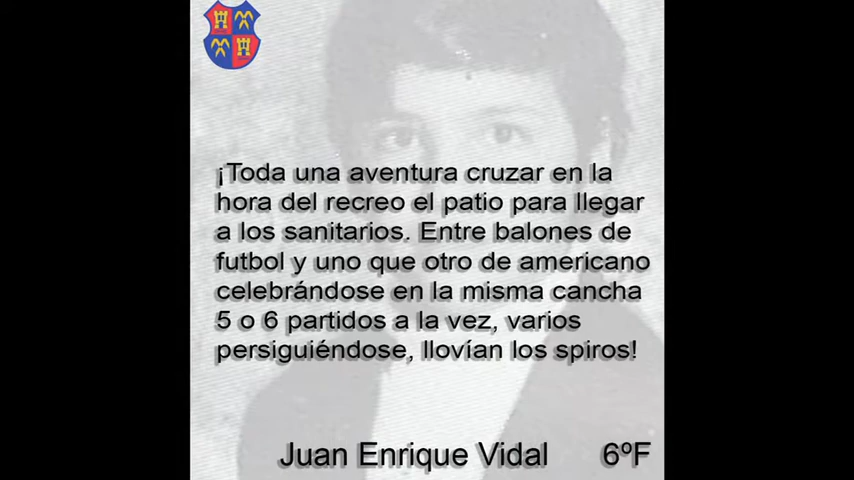 ¡Toda una aventura cruzar en la
hora del recreo el patio para llegar
a los sanitarios. Entre balones de
futbol y uno que otro de americano
celebrándose en la misma cancha
5 o 6 partidos a la vez, varios
persiguiéndose, llovían los spiros!
Juan Enrique Vidal 6ºF